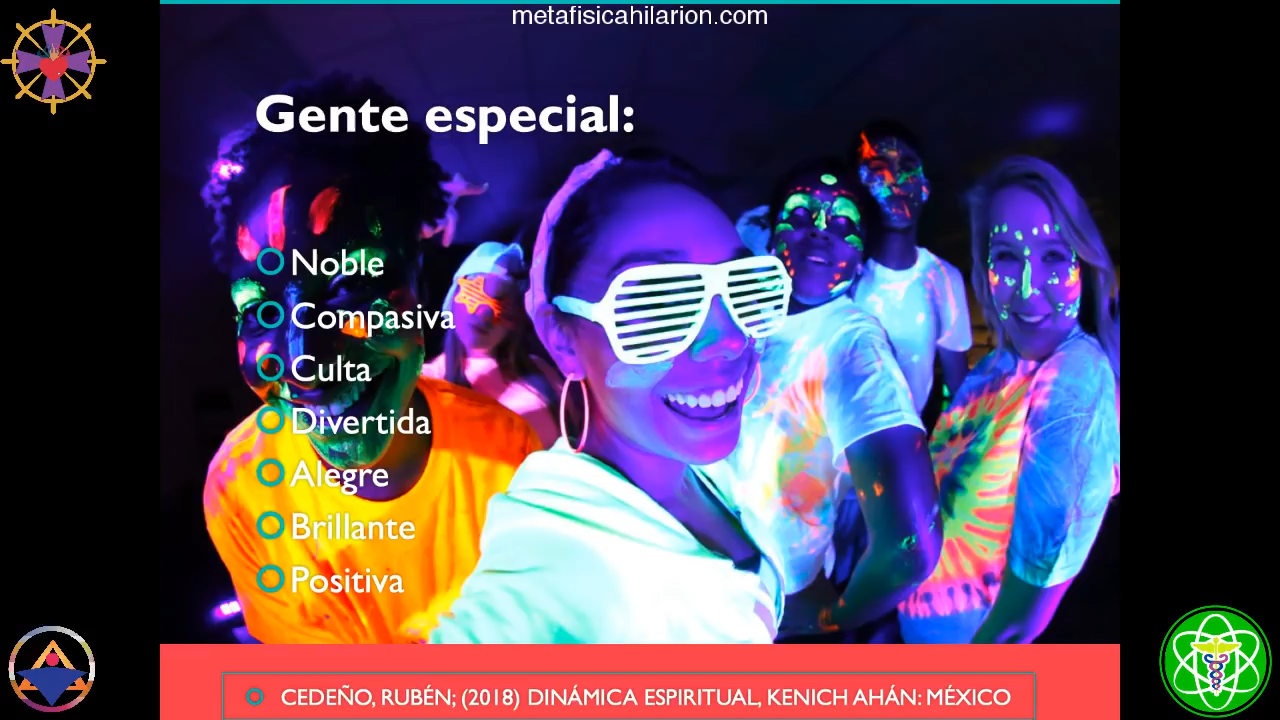 metafisicahilarion.com
Gente especial:
Noble
Compasiva
Culta
Divertida
Alegre
Brillante
Positiva
CEDEÑO, RUBÉN; (2018) DINÁMICA ESPIRITUAL, KENICH AHÁN: MÉXICO